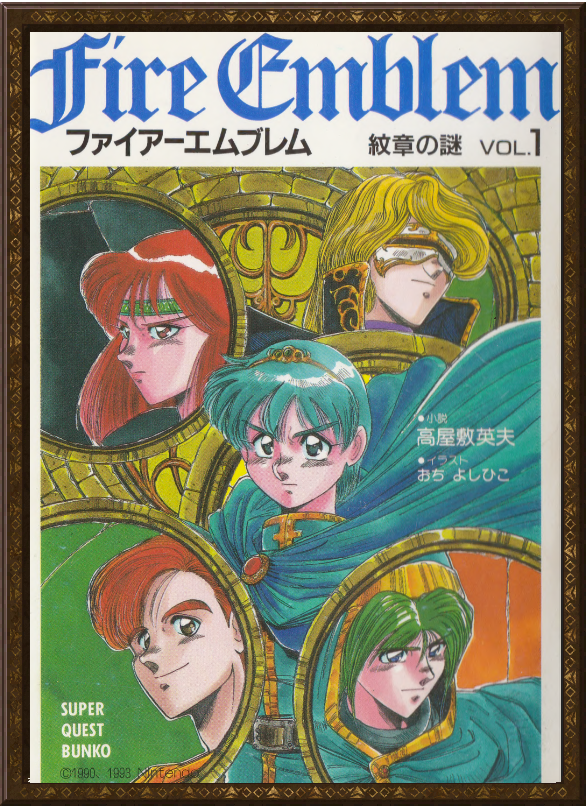 Fire Emblem
ファイアーエムブレム 紋章の謎 VOL.1
●小説
高屋敷英夫
●イラスト
おち よしひこ
SUPER
QUEST
BUNKO
©1990、1993 Nintendo